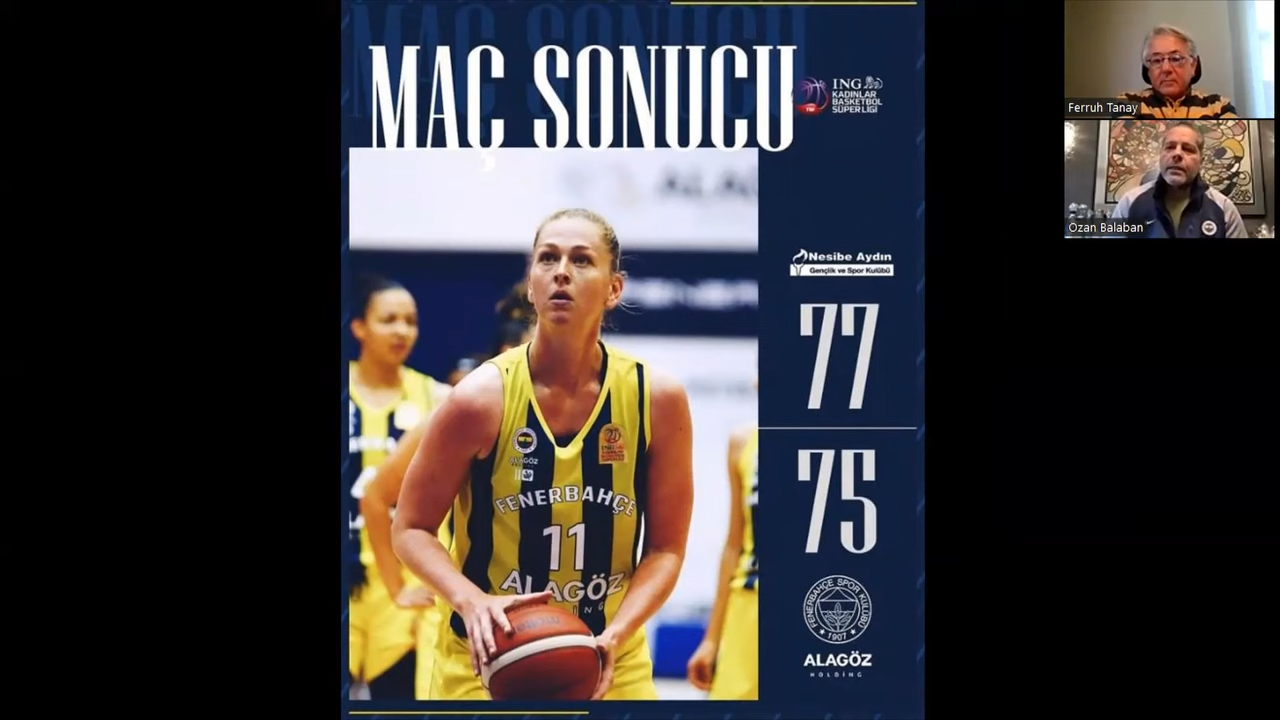 MAÇ SONUCU
ING
KADINLAR
BASKETBOL
SÜPER LİGİ
Ferruh Tanay
Ozan Balaban
Nesibe Aydın
Gençlik ve Spor Kulübü
77
75
FENERBAHÇE SPOR KULÜBÜ
★ 1907 ★
ALAGÖZ
HOLDİNG
ALAGÖZ
FENERBAHÇE
11
ALAGÖZ